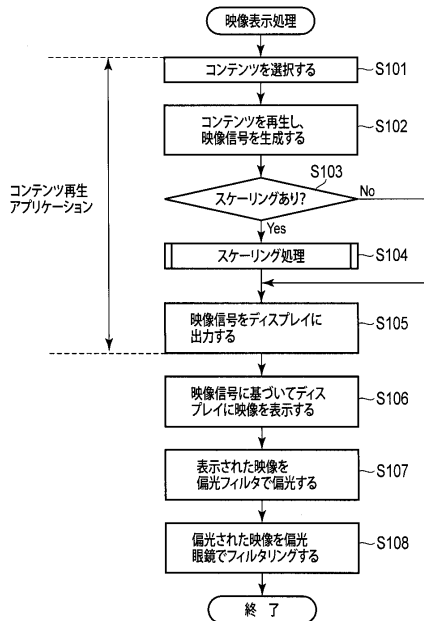 映像表示処理
コンテンツを選択する
S101
コンテンツを再生し、
映像信号を生成する
S102
S103
スケーリングあり?
No
Yes
コンテンツ再生
アプリケーション
スケーリング処理
S104
映像信号をディスプレイに
出力する
S105
映像信号に基づいてディス
プレイに映像を表示する
S106
表示された映像を
偏光フィルタで偏光する
S107
偏光された映像を偏光
眼鏡でフィルタリングする
S108
終了